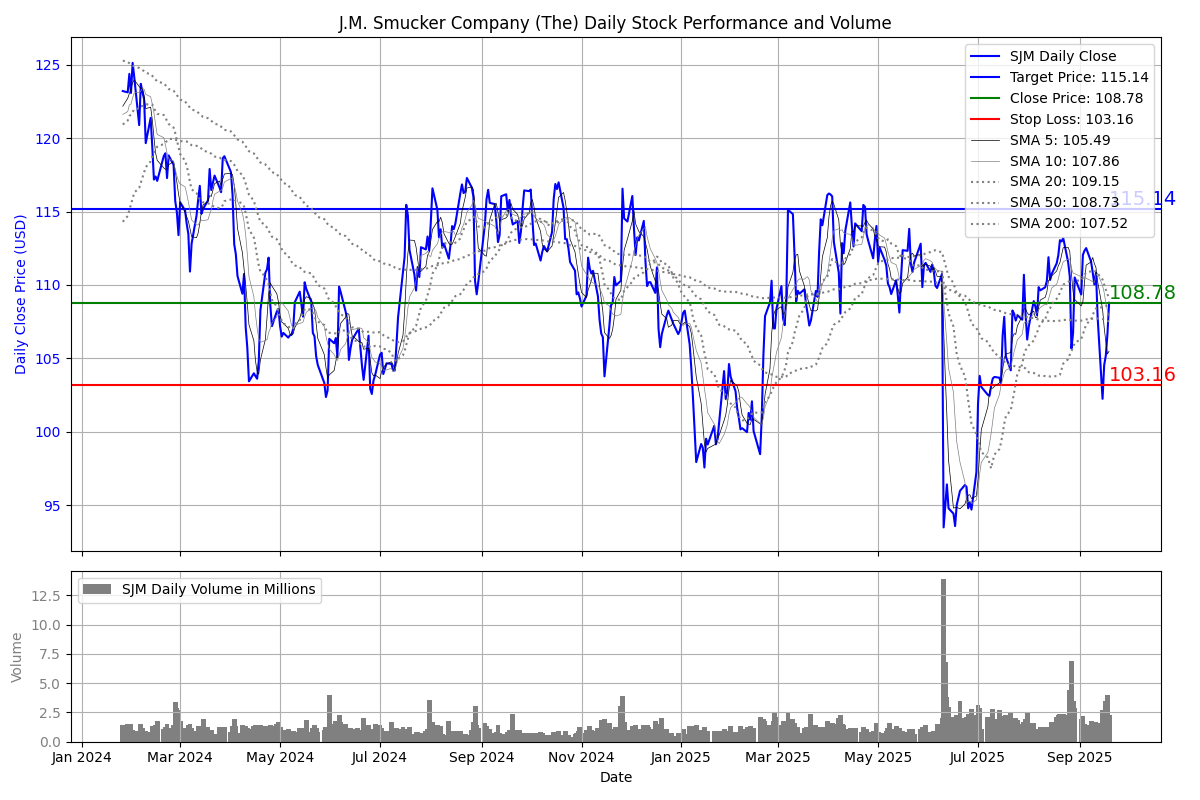 J.M. Smucker Company (The) Daily Stock Performance and Volume
Daily Close Price (USD)
125
120
115
110
105
100
95
SJM Daily Close
Target Price: 115.14
Close Price: 108.78
Stop Loss: 103.16
SMA 5: 105.49
SMA 10: 107.86
SMA 20: 109.15
SMA 50: 108.73
SMA 200: 107.52
115.14
108.78
103.16
Volume
12.5
10.0
7.5
5.0
2.5
0.0
SJM Daily Volume in Millions
Jan 2024
Mar 2024
May 2024
Jul 2024
Sep 2024
Nov 2024
Jan 2025
Mar 2025
May 2025
Jul 2025
Sep 2025
Date